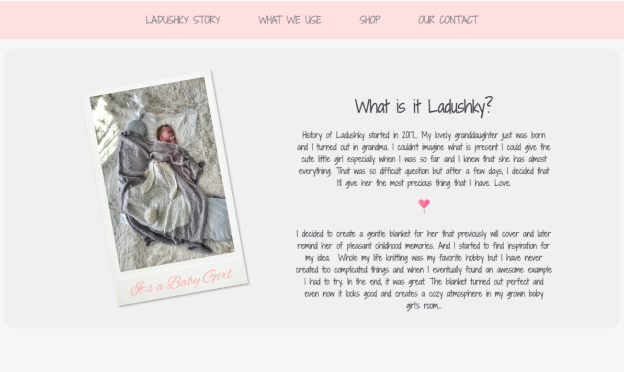 LADUSHKY STORY
WHAT WE USE
SHOP
OUR CONTACT
What is it Ladushky?
History of Ladushky started in 2017... My lovely granddaughter just was born
and I turned out in grandma. I couldn't imagine what is present I could give the
cute little girl especially when I was so far and I knew that she has almost
everything. That was so difficult question but after a few days, I decided that
I'll give her the most precious thing that I have. Love.
I decided to create a gentle blanket for her that previously will cover and later
remind her of pleasant childhood memories. And I started to find inspiration for
my idea. Whole my life knitting was my favorite hobby but I have never
created too complicated things and when I eventually found an awesome example
I had to try. In the end, it was great. The blanket turned out perfect and
even now it looks good and creates a cozy atmosphere in my grown baby
girl's room...
It's a Baby Girl